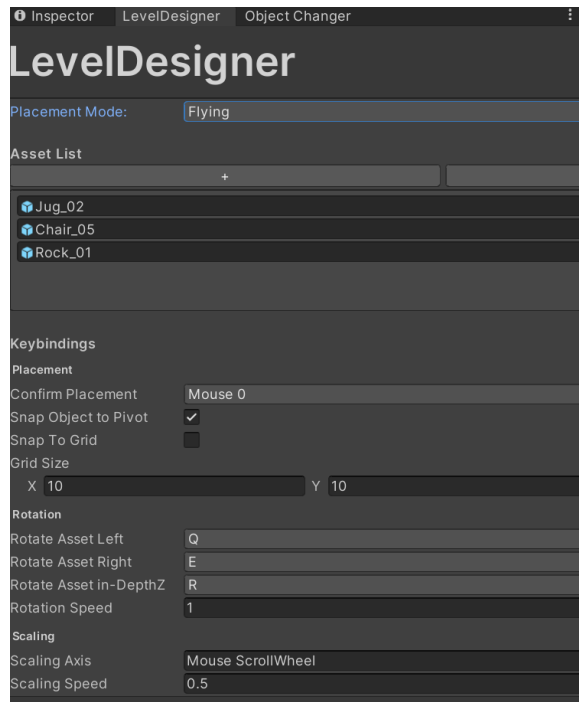 Inspector LevelDesigner Object Changer
LevelDesigner
Placement Mode: Flying
Asset List
+
Jug_02
Chair_05
Rock_01
Keybindings
Placement
Confirm Placement Mouse 0
Snap Object to Pivot
Snap To Grid
Grid Size
X 10 Y 10
Rotation
Rotate Asset Left Q
Rotate Asset Right E
Rotate Asset in-DepthZ R
Rotation Speed 1
Scaling
Scaling Axis Mouse ScrollWheel
Scaling Speed 0.5